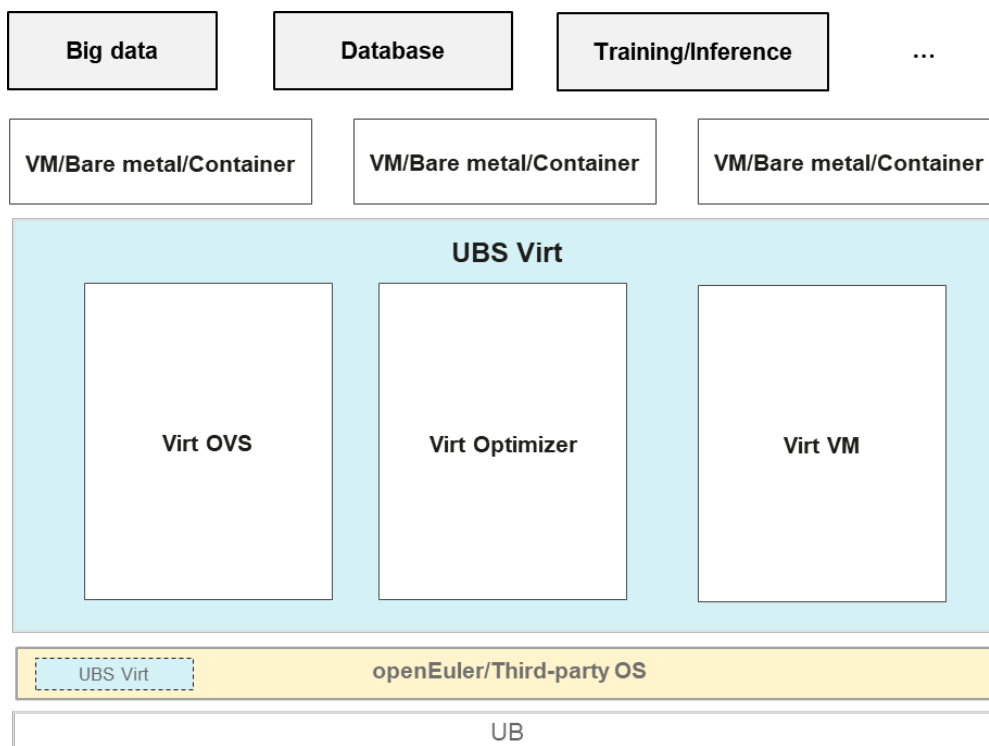 Big data
Database
Training/Inference
...
VM/Bare metal/Container
VM/Bare metal/Container
VM/Bare metal/Container
UBS Virt
Virt OVS
Virt Optimizer
Virt VM
UBS Virt
openEuler/Third-party OS
UB